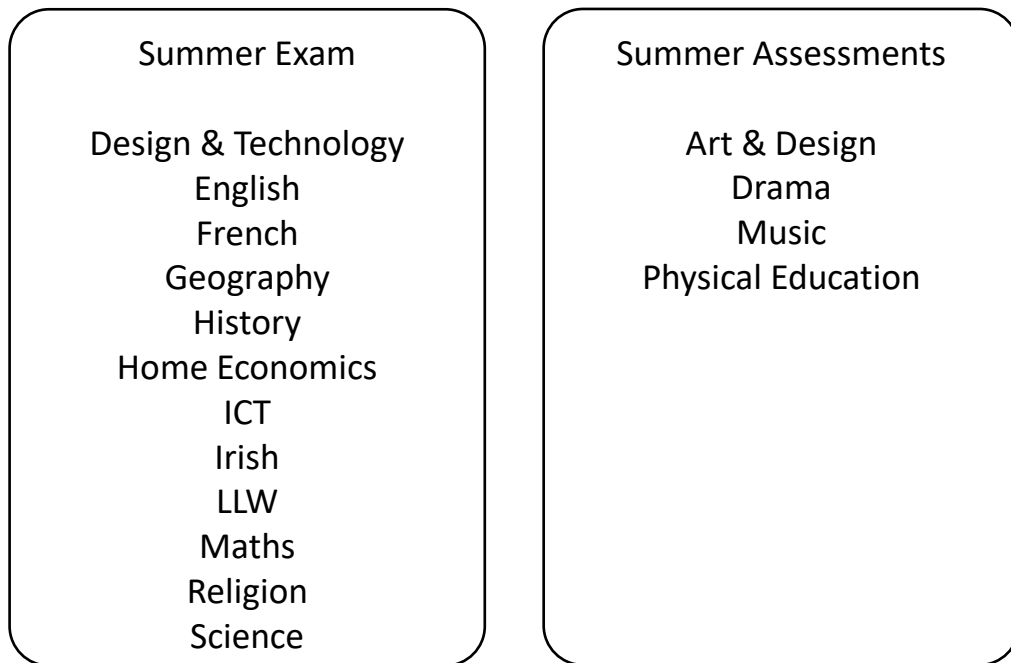 Summer Exam
Design & Technology
English
French
Geography
History
Home Economics
ICT
Irish
LLW
Maths
Religion
Science
Summer Assessments
Art & Design
Drama
Music
Physical Education